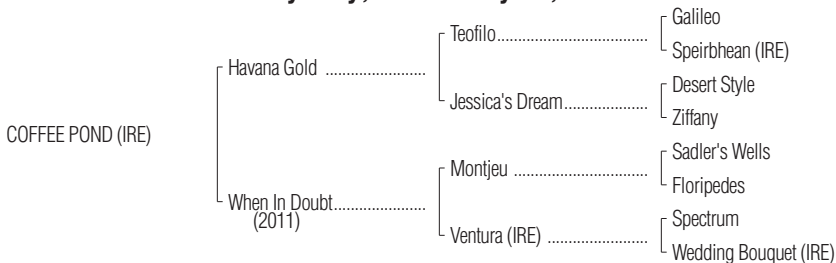 Galileo
Teofilo
Speirbhean (IRE)
Havana Gold
Desert Style
Jessica's Dream
Ziffany
COFFEE POND (IRE)
Sadler's Wells
Montjeu
Floripedes
When In Doubt
(2011)
Spectrum
Ventura (IRE)
Wedding Bouquet (IRE)